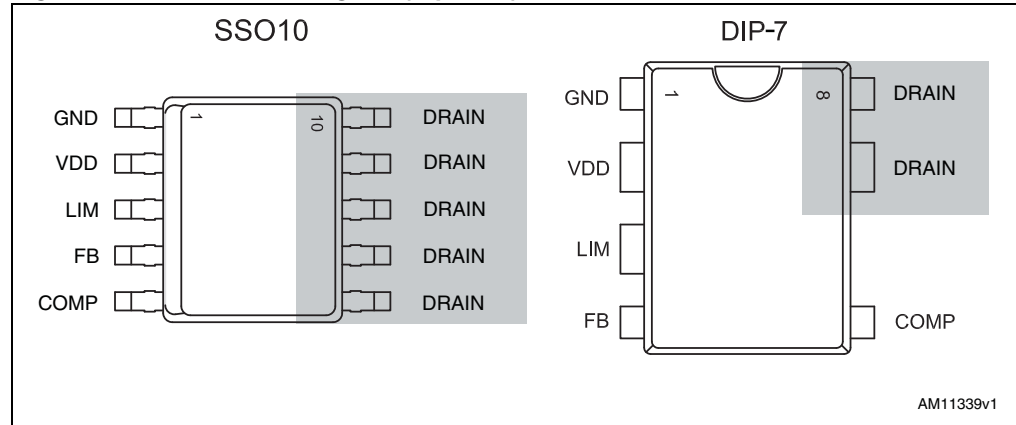 SSO10
DIP-7
GND 1 10 DRAIN
VDD DRAIN
LIM DRAIN
FB DRAIN
COMP DRAIN
GND 1 8 DRAIN
VDD DRAIN
LIM
FB COMP
AM11339v1